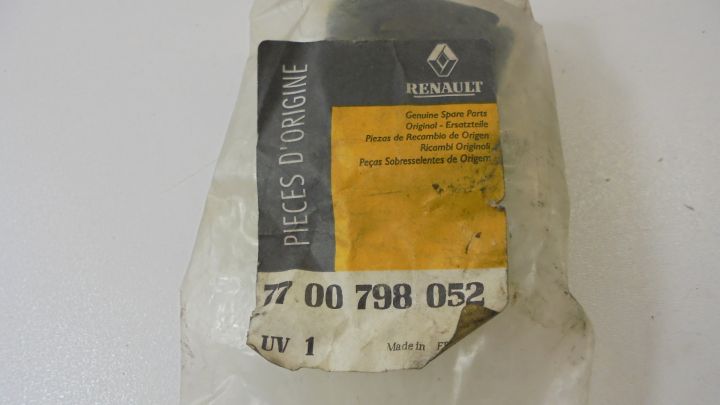 PIECES D'ORIGINE
RENAULT
Genuine Spare Parts
Original - Ersatzteile
Piezas de Recambio de Origen
Ricambi Originali
Peças Sobresselentes de Origem
77 00 798 052
UV 1
Made in